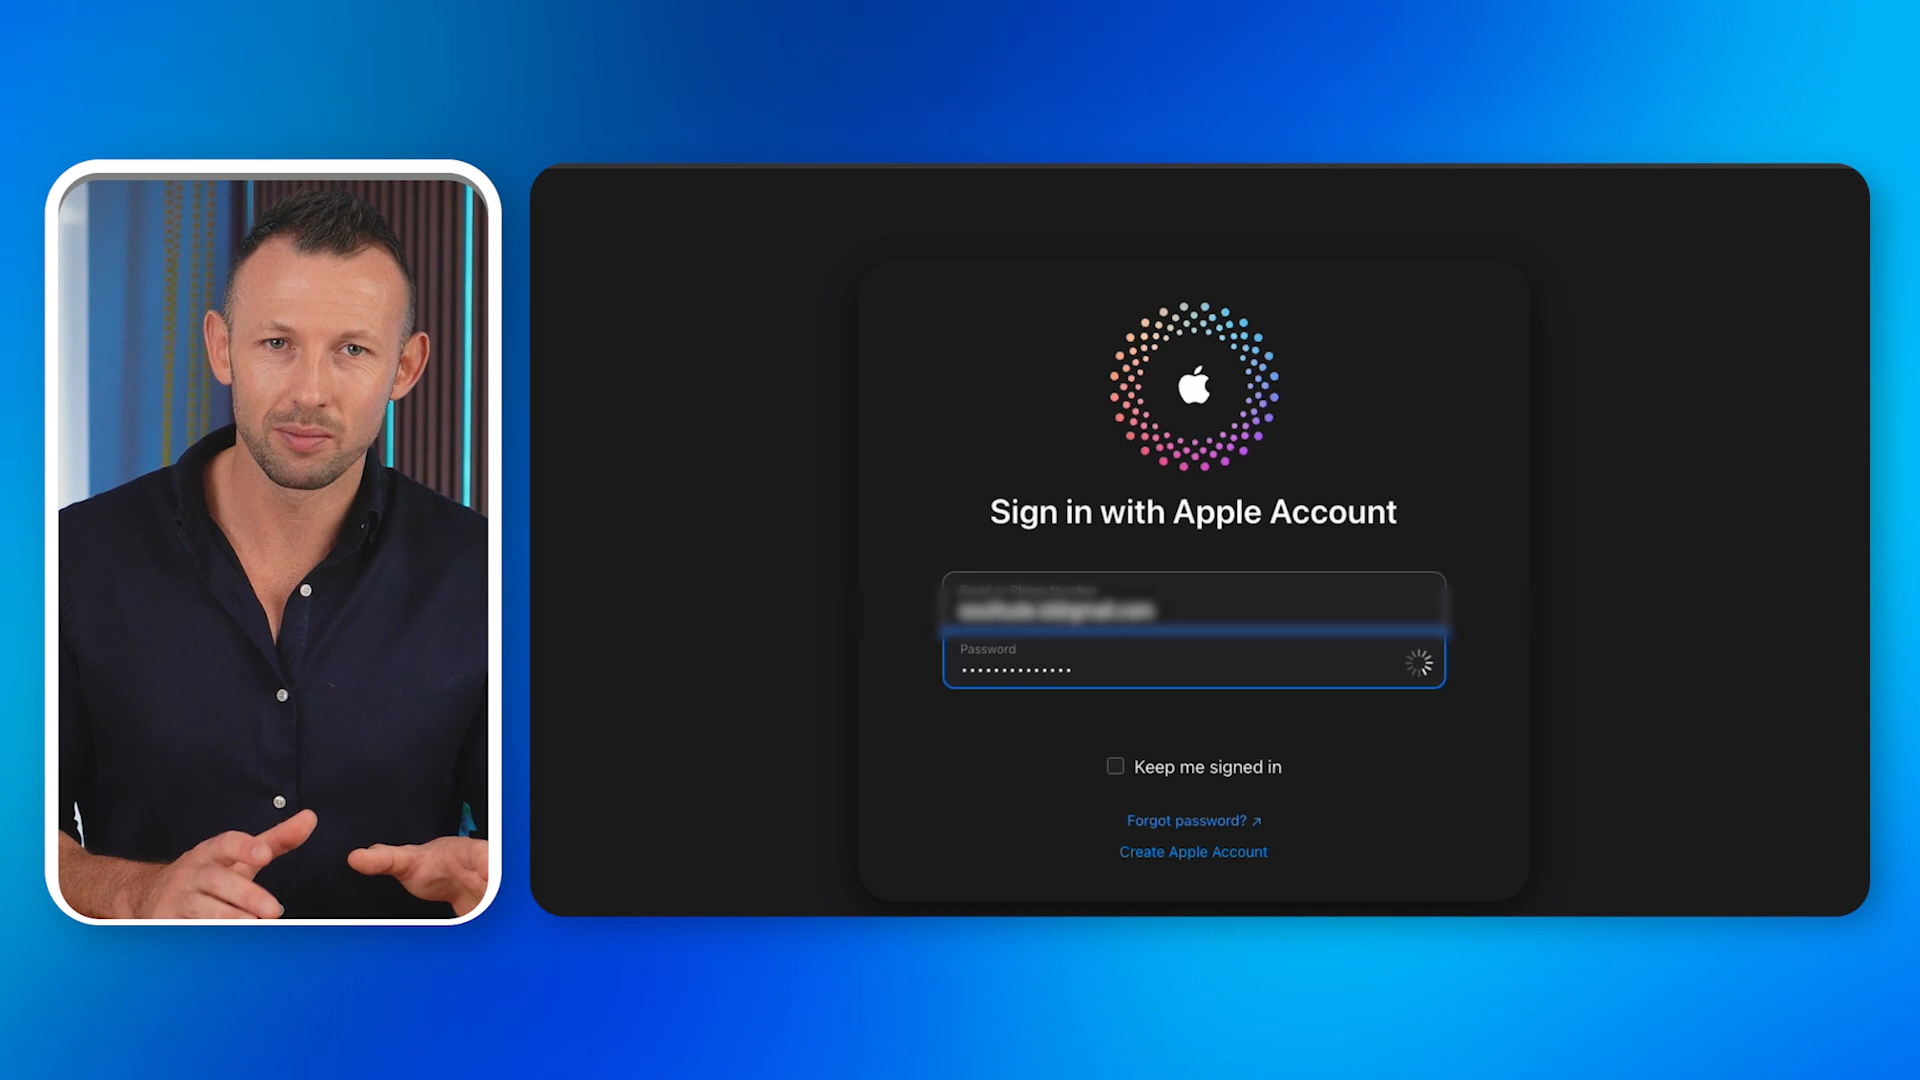 Sign in with Apple Account
Password
Keep me signed in
Forgot password? ↗
Create Apple Account